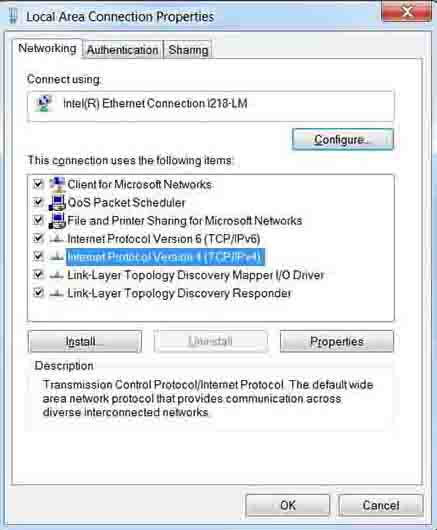 Local Area Connection Properties
Networking Authentication Sharing
Connect using:
Intel(R) Ethernet Connection I218-LM
Configure...
This connection uses the following items:
Client for Microsoft Networks
QoS Packet Scheduler
File and Printer Sharing for Microsoft Networks
Internet Protocol Version 6 (TCP/IPv6)
Internet Protocol Version 4 (TCP/IPv4)
Link-Layer Topology Discovery Mapper I/O Driver
Link-Layer Topology Discovery Responder
Install... Uninstall Properties
Description
Transmission Control Protocol/Internet Protocol. The default wide
area network protocol that provides communication across
diverse interconnected networks.
OK Cancel